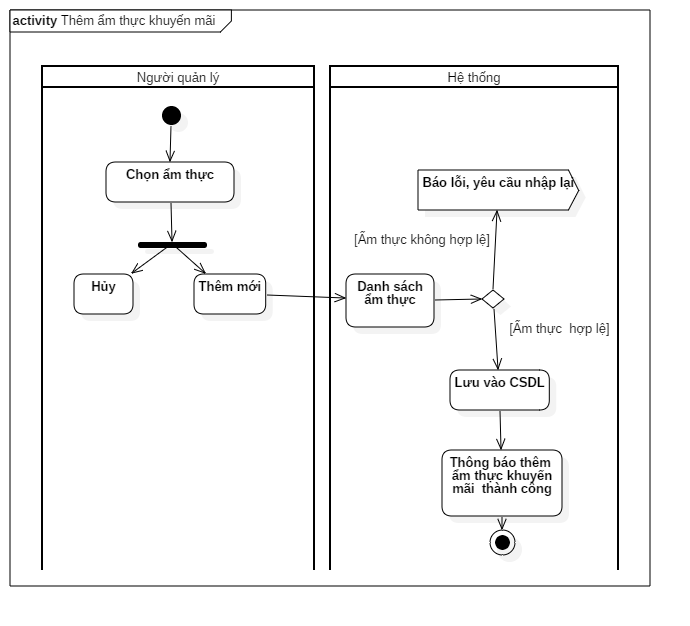 activity Thêm ẩm thực khuyến mãi
Người quản lý
Hệ thống
Chọn ẩm thực
Báo lỗi, yêu cầu nhập lại
[Ẩm thực không hợp lệ]
Hủy
Thêm mới
Danh sách
ẩm thực
[Ẩm thực  hợp lệ]
Lưu vào CSDL
Thông báo thêm
ẩm thực khuyến
mãi  thành công